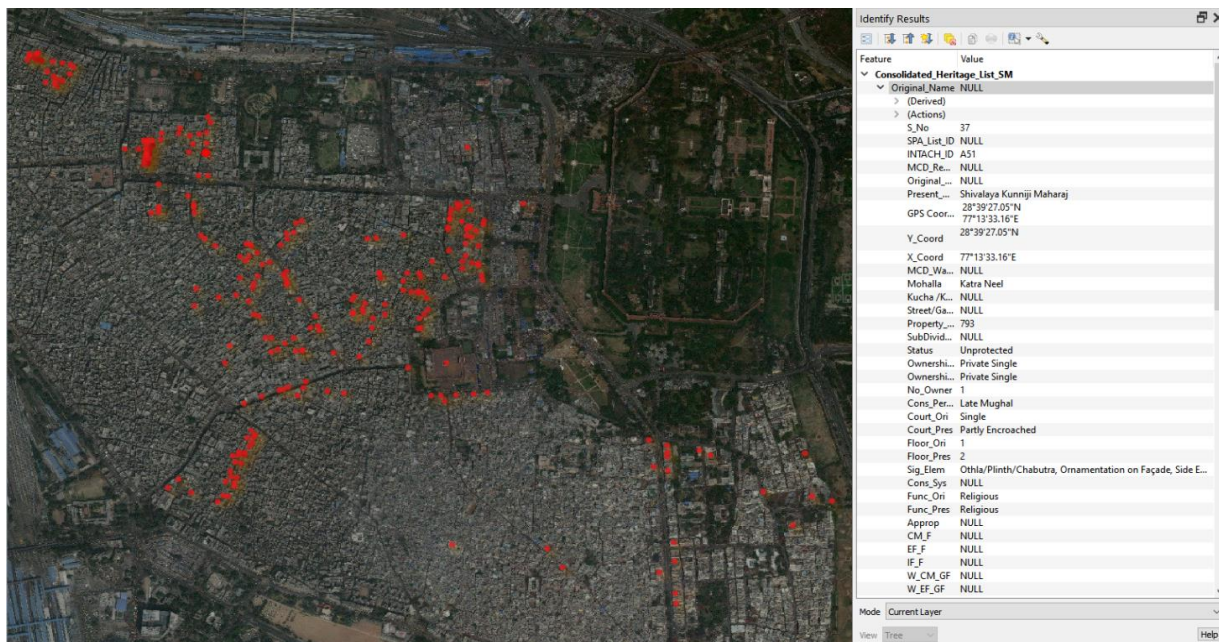 Identify Results
Feature Value
Consolidated_Heritage_List_SM
Original_Name NULL
(Derived)
(Actions)
S_No 37
SPA_List_ID NULL
INTACH_ID A51
MCD_Re... NULL
Original_... NULL
Present_... Shivalaya Kunniji Maharaj
GPS Coor... 28°39'27.05"N
77°13'33.16"E
Y_Coord 28°39'27.05"N
X_Coord 77°13'33.16"E
MCD_Wa... NULL
Mohalla Katra Neel
Kucha /K... NULL
Street/Ga... NULL
Property_... 793
SubDivid... NULL
Status Unprotected
Ownershi... Private Single
Ownershi... Private Single
No_Owner 1
Cons_Per... Late Mughal
Court_Ori Single
Court_Pres Partly Encroached
Floor_Ori 1
Floor_Pres 2
Sig_Elem Othla/Plinth/Chabutra, Ornamentation on Façade, Side E...
Cons_Sys NULL
Func_Ori Religious
Func_Pres Religious
Approp NULL
CM_F NULL
EF_F NULL
IF_F NULL
W_CM_GF NULL
W_EF_GF NULL
Mode Current Layer
View Tree Help